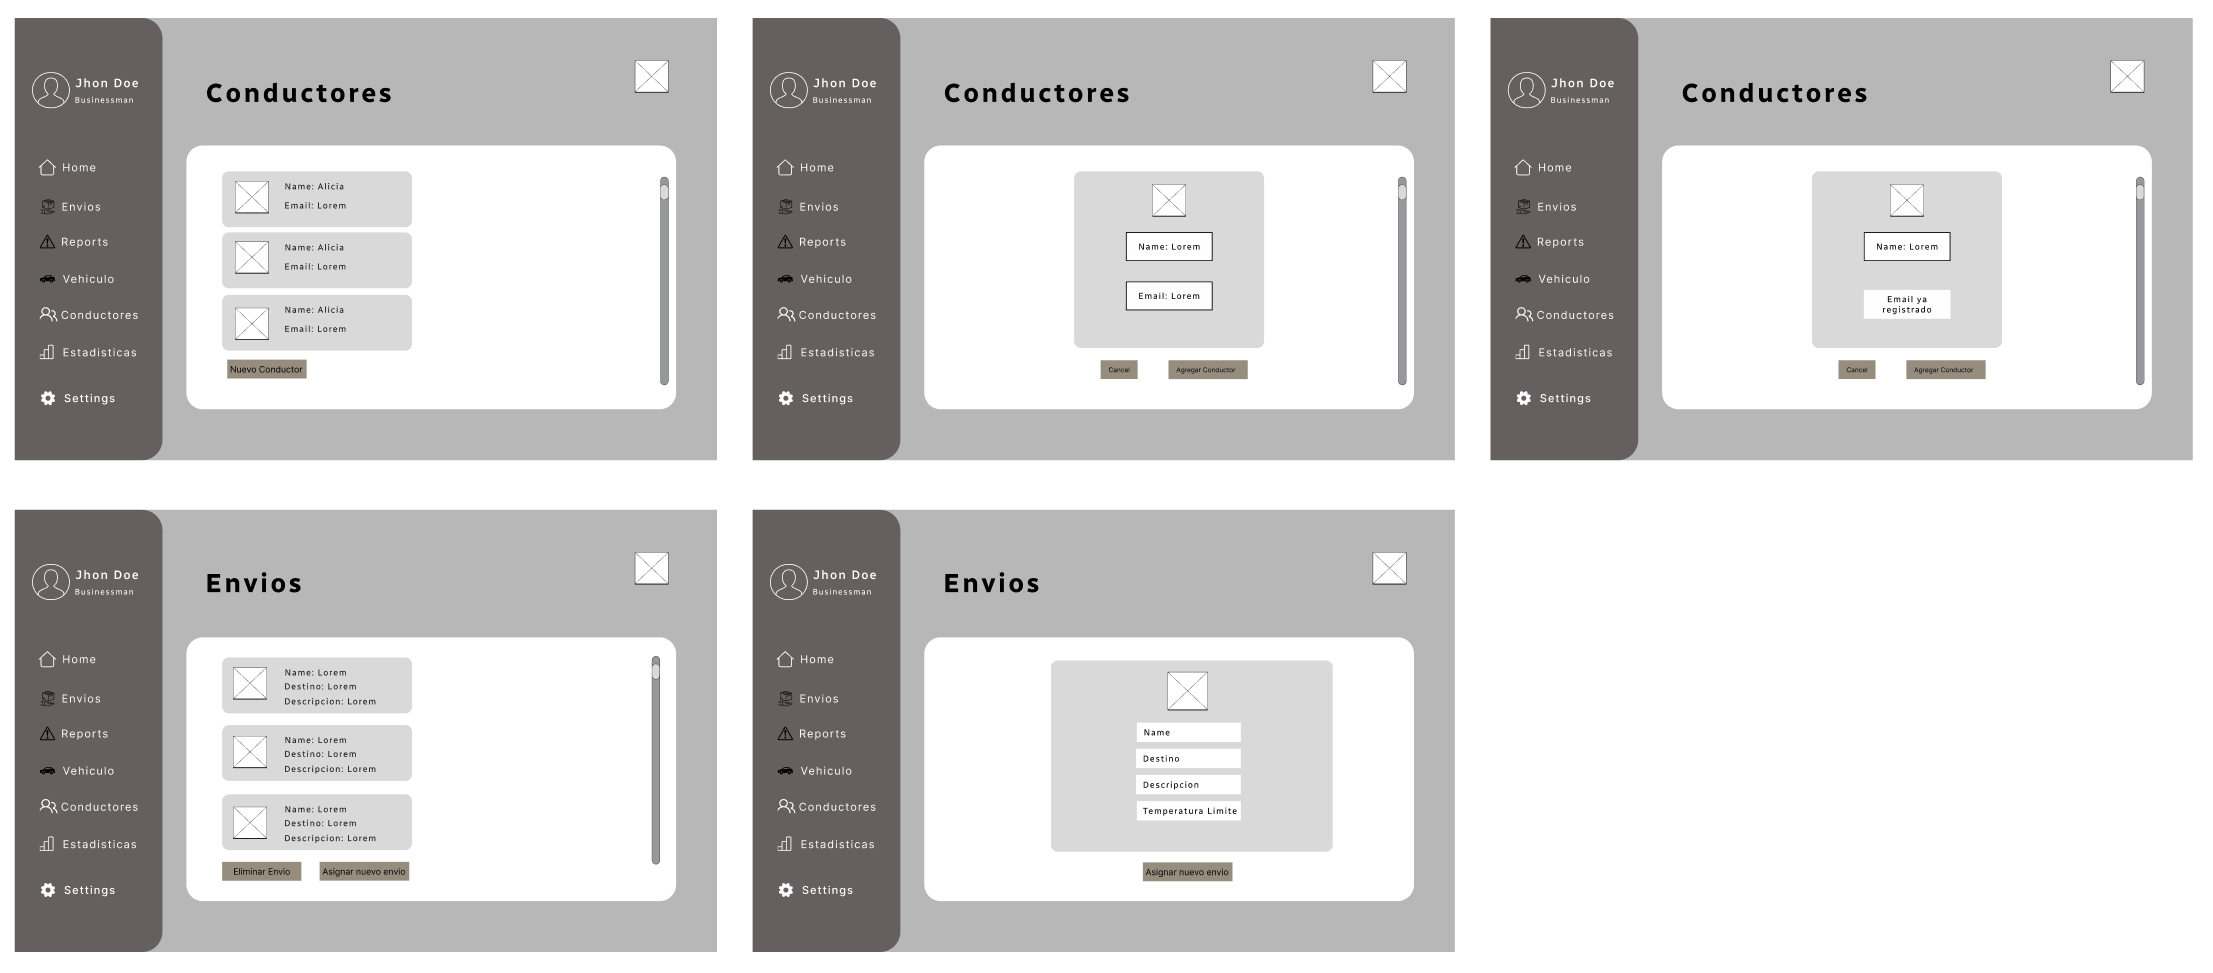 Jhon Doe
Businessman
Home
Envios
Reports
Vehiculo
Conductores
Estadisticas
Settings
Conductores
Name: Alicia
Email: Lorem
Name: Alicia
Email: Lorem
Name: Alicia
Email: Lorem
Nuevo Conductor
Jhon Doe
Businessman
Home
Envios
Reports
Vehiculo
Conductores
Estadisticas
Settings
Conductores
Name: Lorem
Email: Lorem
Cancel
Agregar Conductor
Jhon Doe
Businessman
Home
Envios
Reports
Vehiculo
Conductores
Estadisticas
Settings
Conductores
Name: Lorem
Email ya
registrado
Cancel
Agregar Conductor
Jhon Doe
Businessman
Home
Envios
Reports
Vehiculo
Conductores
Estadisticas
Settings
Envios
Name: Lorem
Destino: Lorem
Descripcion: Lorem
Name: Lorem
Destino: Lorem
Descripcion: Lorem
Name: Lorem
Destino: Lorem
Descripcion: Lorem
Eliminar Envio
Asignar nuevo envio
Jhon Doe
Businessman
Home
Envios
Reports
Vehiculo
Conductores
Estadisticas
Settings
Envios
Name
Destino
Descripcion
Temperatura Limite
Asignar nuevo envio